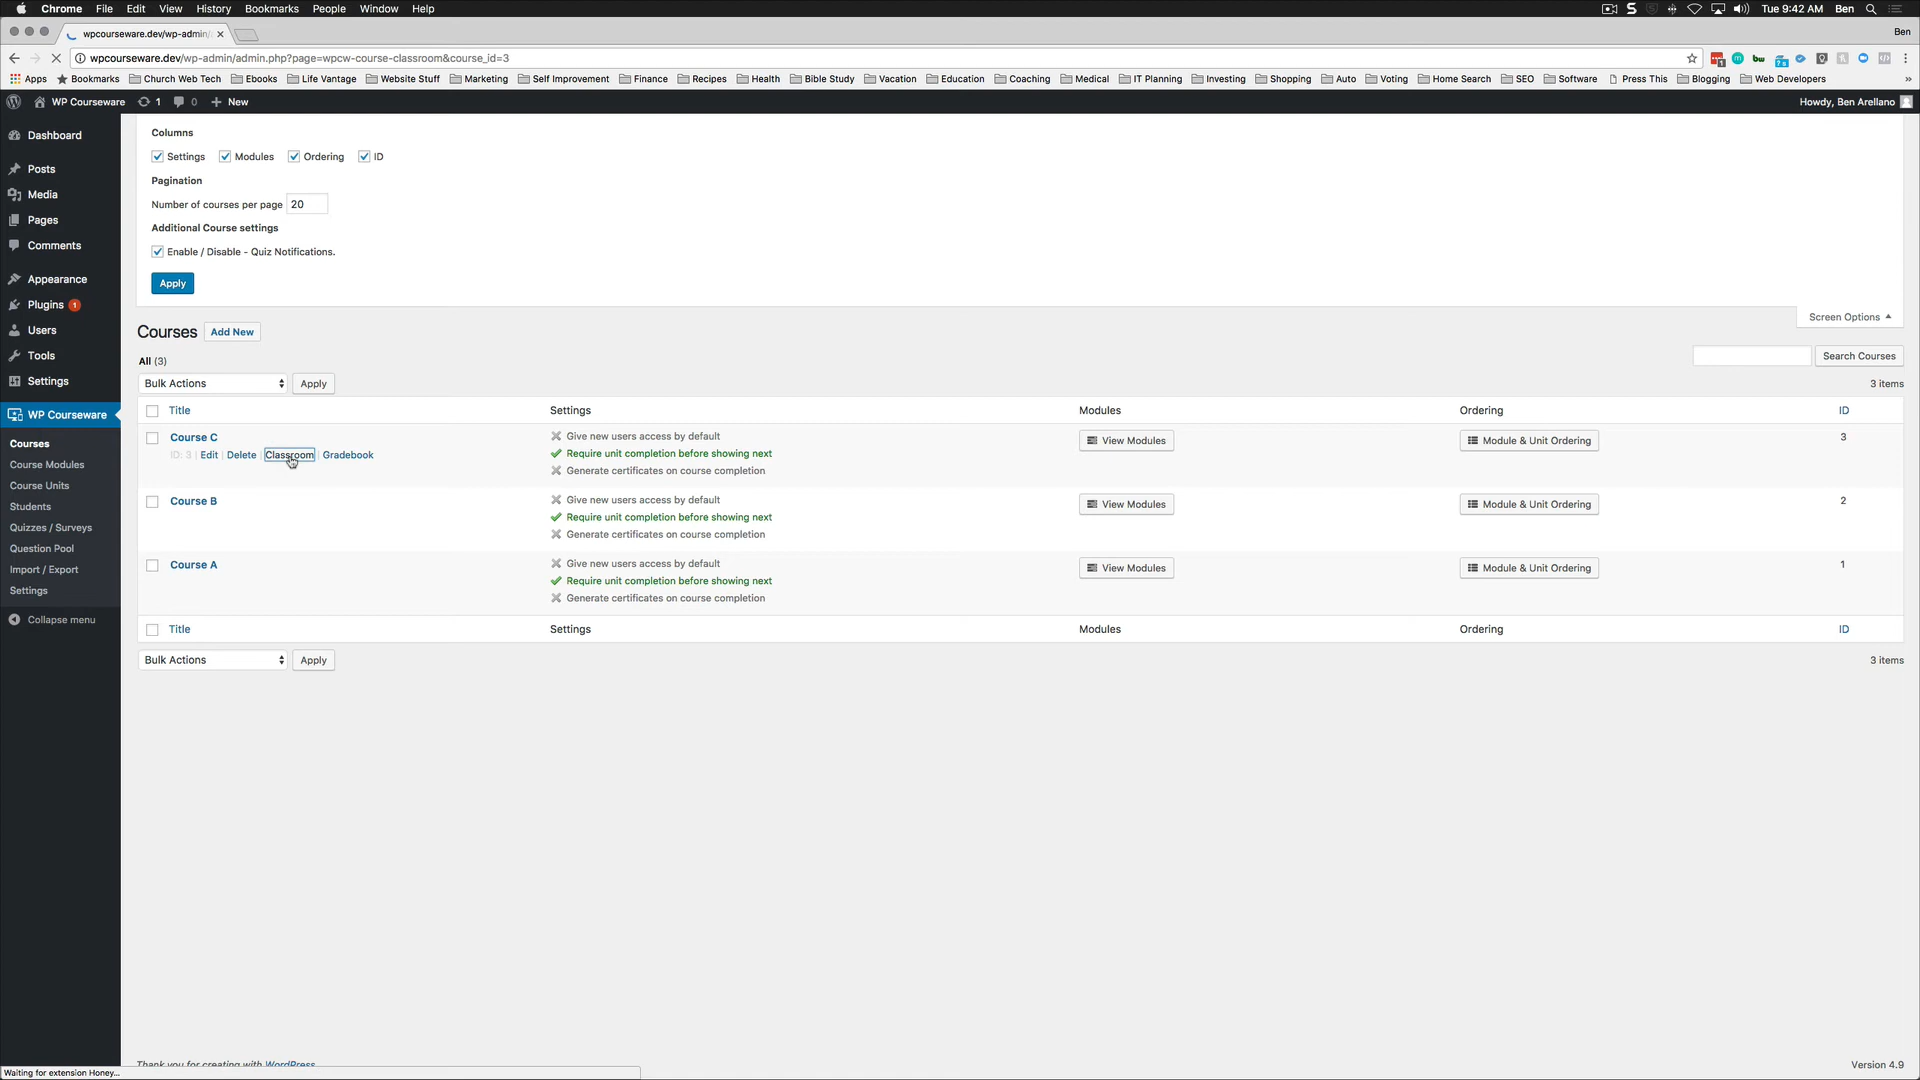 Chrome File Edit View History Bookmarks People Window Help Tue 9:42 AM Ben
wpcourseware.dev/wp-admin/ Ben
wpcourseware.dev/wp-admin/admin.php?page=wpcw-course-classroom&course_id=3
Apps Bookmarks Church Web Tech Ebooks Life Vantage Website Stuff Marketing Self Improvement Finance Recipes Health Bible Study Vacation Education Coaching Medical IT Planning Investing Shopping Auto Voting Home Search SEO Software Press This Blogging Web Developers »
WP Courseware 1 0 + New Howdy, Ben Arellano
Dashboard
Posts
Media
Pages
Comments
Appearance
Plugins 1
Users
Tools
Settings
WP Courseware
Courses
Course Modules
Course Units
Students
Quizzes / Surveys
Question Pool
Import / Export
Settings
Collapse menu
Columns
Settings Modules Ordering ID
Pagination
Number of courses per page 20
Additional Course settings
Enable / Disable - Quiz Notifications.
Apply
Screen Options
Courses Add New
All (3)
Search Courses
Bulk Actions Apply 3 items
Title Settings Modules Ordering ID
Course C
ID: 3 | Edit | Delete | Classroom | Gradebook
Give new users access by default
Require unit completion before showing next
Generate certificates on course completion
View Modules Module & Unit Ordering 3
Course B
Give new users access by default
Require unit completion before showing next
Generate certificates on course completion
View Modules Module & Unit Ordering 2
Course A
Give new users access by default
Require unit completion before showing next
Generate certificates on course completion
View Modules Module & Unit Ordering 1
Title Settings Modules Ordering ID
Bulk Actions Apply 3 items
Thank you for creating with WordPress. Version 4.9
Waiting for extension Honey...